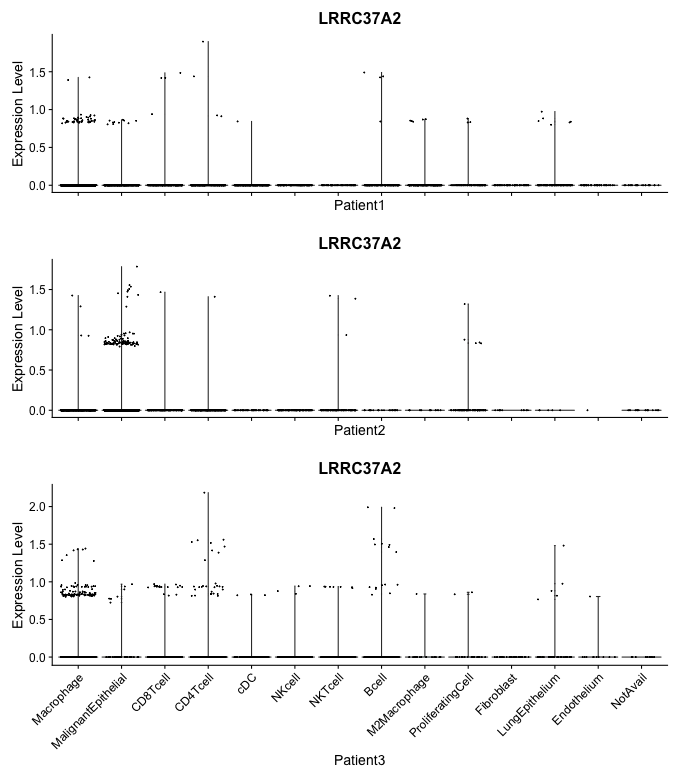 LRRC37A2
Expression Level
1.5
1.0
0.5
0.0
Patient1
LRRC37A2
Expression Level
1.5
1.0
0.5
0.0
Patient2
LRRC37A2
Expression Level
2.0
1.5
1.0
0.5
0.0
Macrophage
MalignantEpithelial
CD8Tcell
CD4Tcell
cDC
NKcell
NKTcell
Bcell
M2Macrophage
ProliferatingCell
Fibroblast
LungEpithelium
Endothelium
NotAvail
Patient3